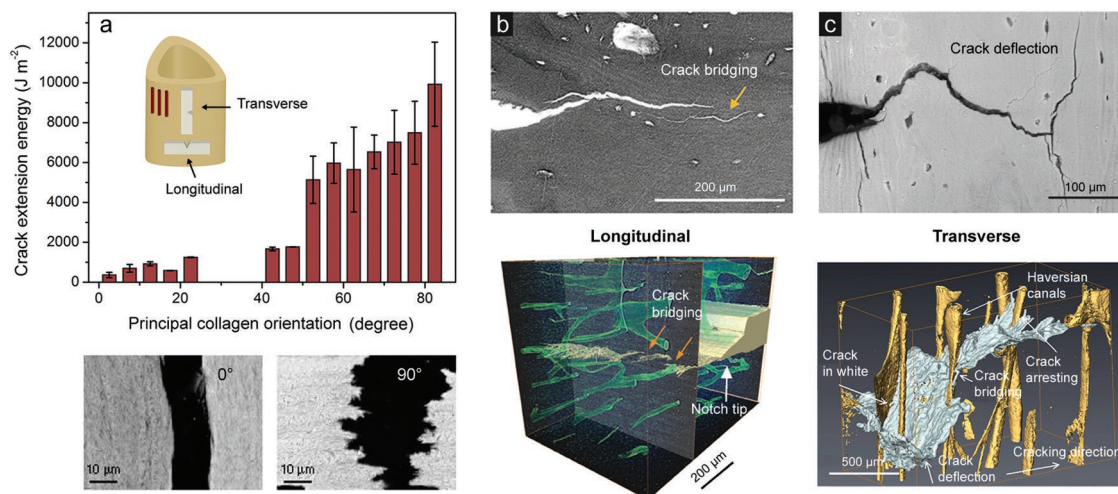 a
12000
10000
8000
6000
4000
2000
0
Crack extension energy (J m⁻²)
Transverse
Longitudinal
0 20 40 60 80
Principal collagen orientation (degree)
0°
10 μm
90°
10 μm
b
Crack bridging
200 μm
Longitudinal
Crack
bridging
Notch tip
200 μm
c
Crack deflection
100 μm
Transverse
Haversian
canals
Crack
in white
Crack
arresting
Crack
bridging
Cracking direction
500 μm
Crack
deflection